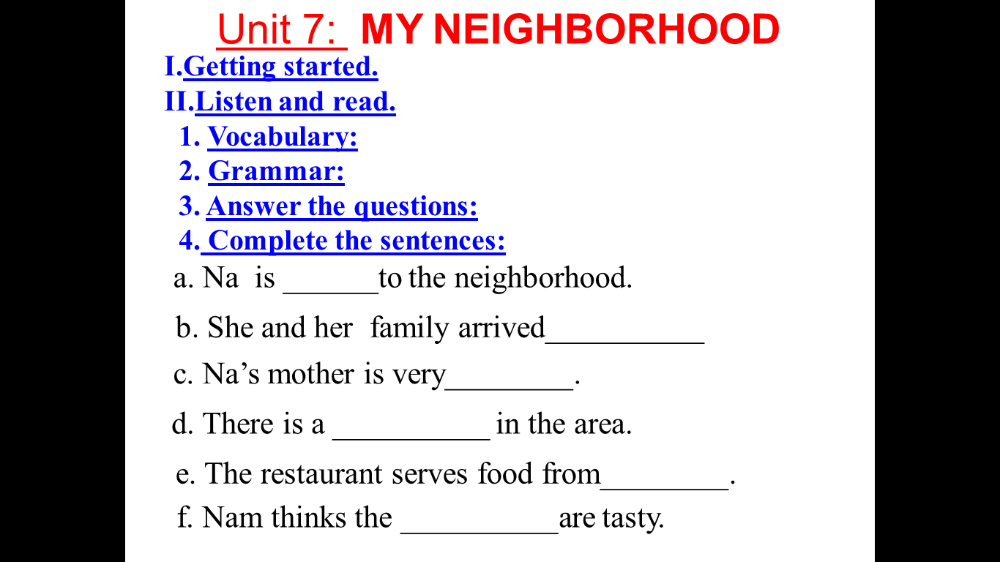 Unit 7: MY NEIGHBORHOOD
I.Getting started.
II.Listen and read.
1. Vocabulary:
2. Grammar:
3. Answer the questions:
4. Complete the sentences:
a. Na is ______to the neighborhood.
b. She and her family arrived__________
c. Na’s mother is very________.
d. There is a __________ in the area.
e. The restaurant serves food from________.
f. Nam thinks the __________are tasty.